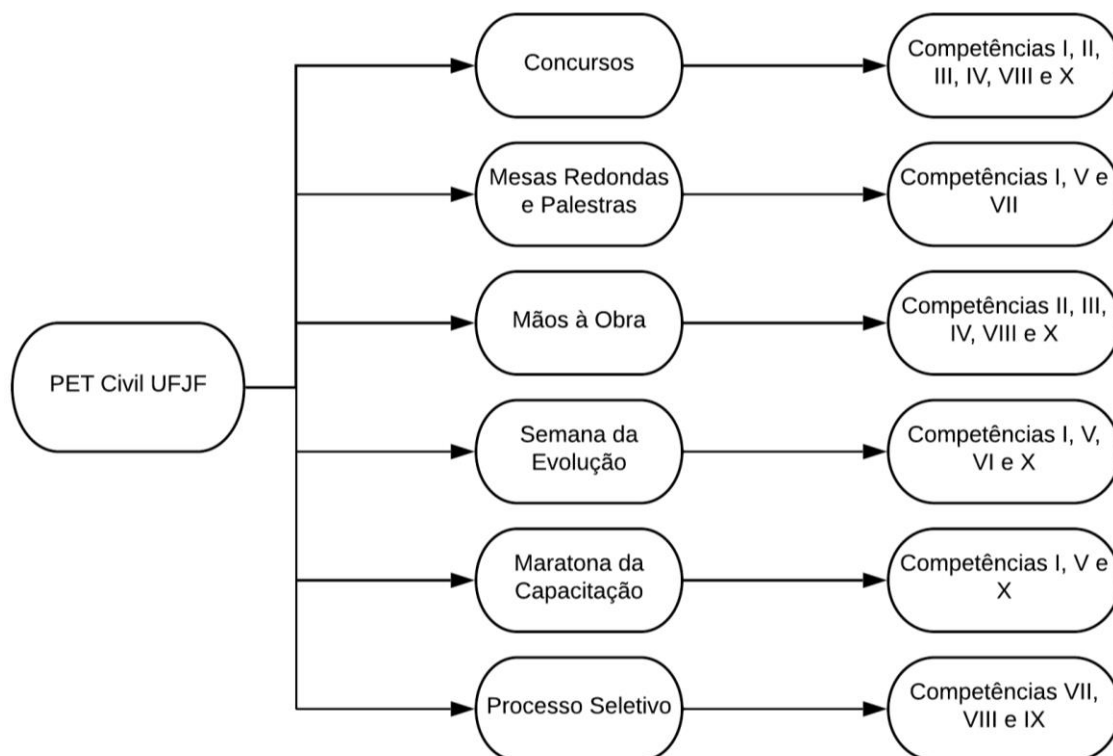 PET Civil UFJF
Concursos
Competências I, II,
III, IV, VIII e X
Mesas Redondas
e Palestras
Competências I, V e
VII
Mãos à Obra
Competências II, III,
IV, VIII e X
Semana da
Evolução
Competências I, V,
VI e X
Maratona da
Capacitação
Competências I, V e
X
Processo Seletivo
Competências VII,
VIII e IX